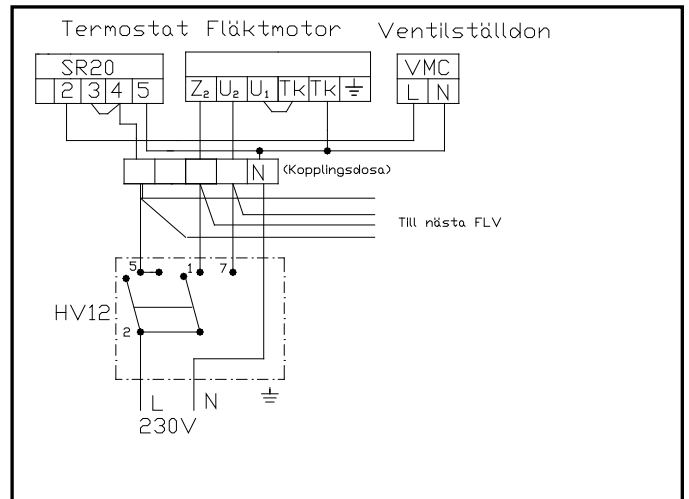 Termostat Fläktmotor Ventilställdon
SR20 VMC
2 3 4 5 Z₂ U₂ U₁ Tk Tk L N
N (Kopplingsdosa)
Till nästa FLV
5 1 7
HV12
2
L N
230V